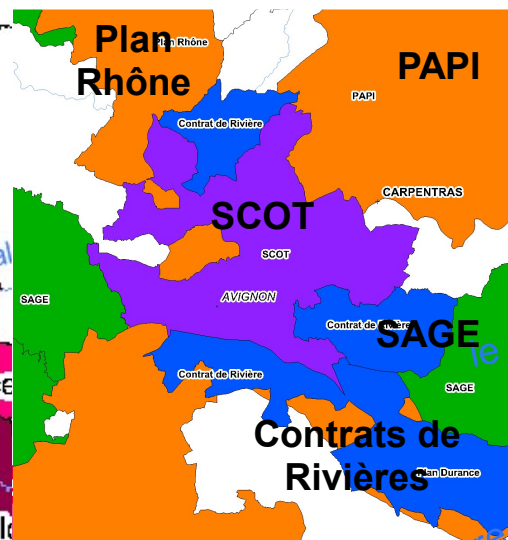 Plan
Rhône
Plan Rhône
PAPI
PAPI
Contrat de Rivière
CARPENTRAS
SCOT
SCOT
SAGE
AVIGNON
Contrat de Rivière
SAGE
le
SAGE
Contrat de Rivière
Contrats de
Rivières
Plan Durance